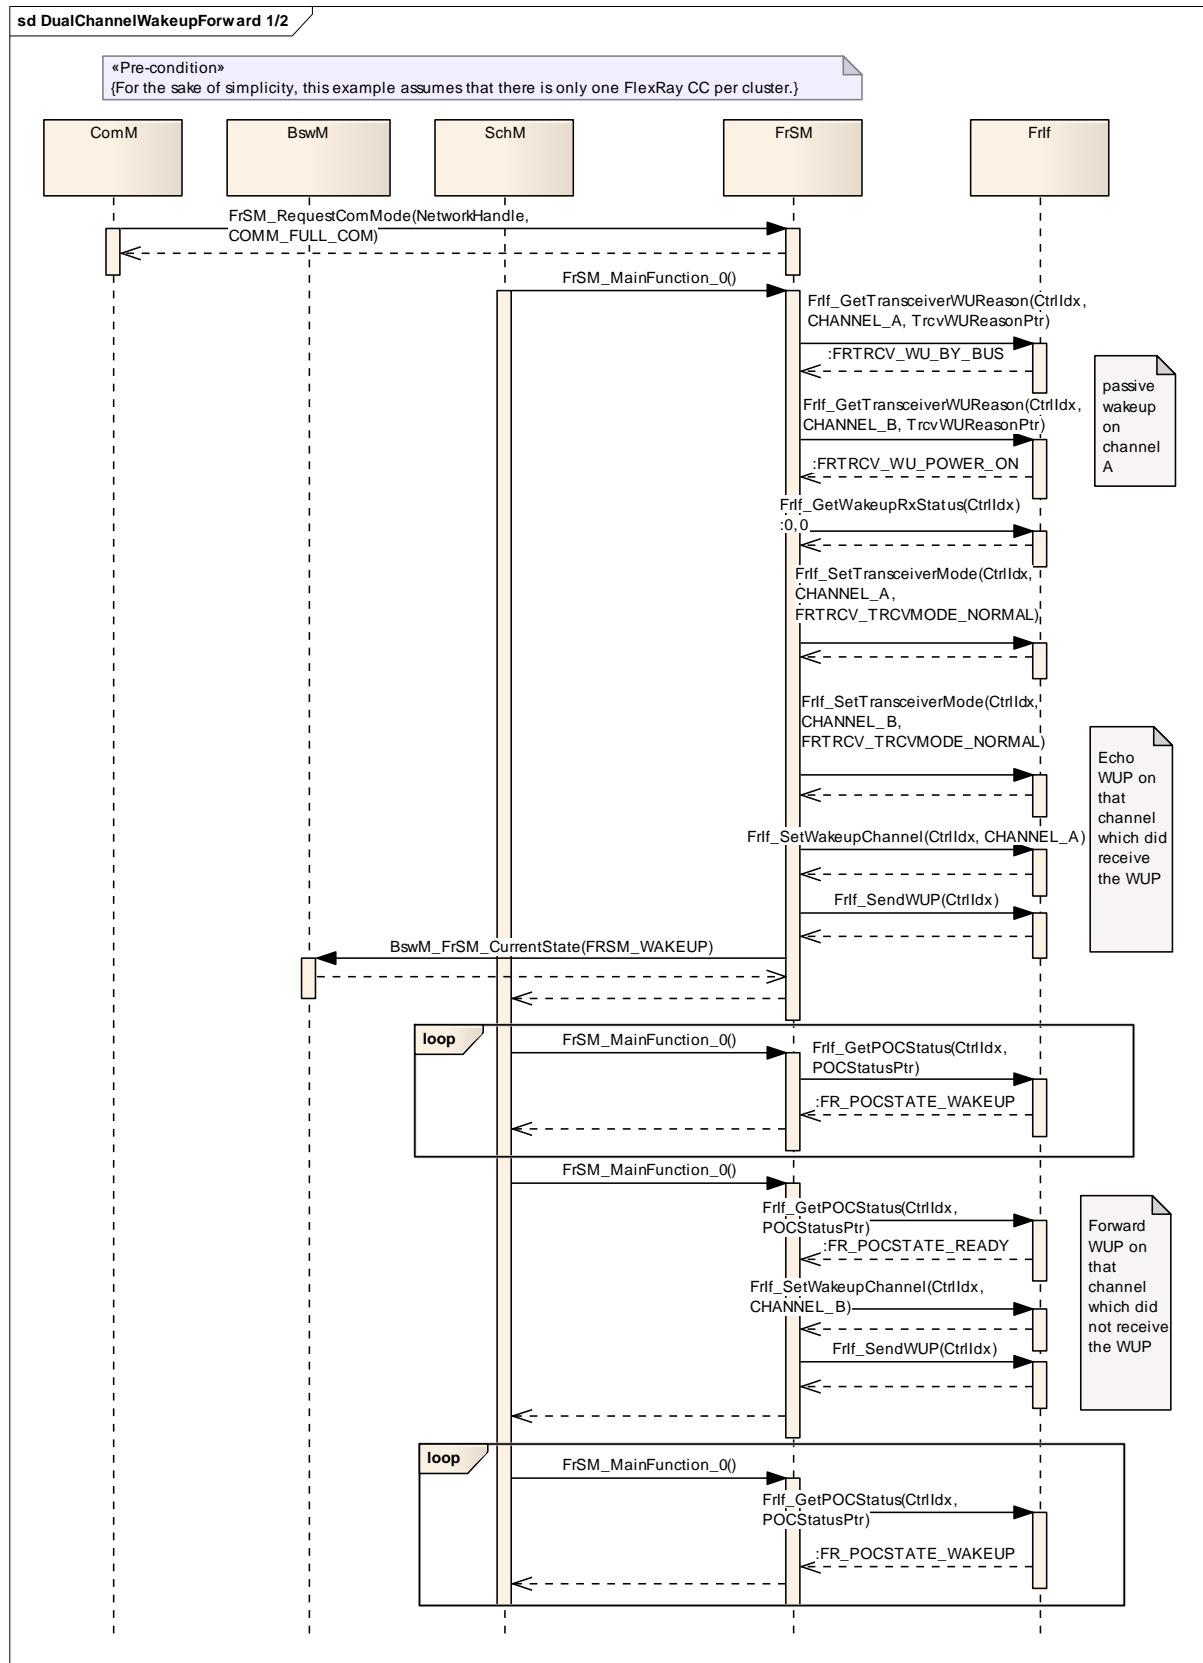 sd DualChannelWakeupForward 1/2
«Pre-condition»
{For the sake of simplicity, this example assumes that there is only one FlexRay CC per cluster.}
ComM
BswM
SchM
FrSM
FrIf
FrSM_RequestComMode(NetworkHandle,
COMM_FULL_COM)
FrSM_MainFunction_0()
FrIf_GetTransceiverWUReason(CtrlIdx,
CHANNEL_A, TrcvWUReasonPtr)
:FRTRCV_WU_BY_BUS
passive
wakeup
on
channel
A
FrIf_GetTransceiverWUReason(CtrlIdx,
CHANNEL_B, TrcvWUReasonPtr)
:FRTRCV_WU_POWER_ON
FrIf_GetWakeupRxStatus(CtrlIdx)
:0,0
FrIf_SetTransceiverMode(CtrlIdx,
CHANNEL_A,
FRTRCV_TRCVMODE_NORMAL)
FrIf_SetTransceiverMode(CtrlIdx,
CHANNEL_B,
FRTRCV_TRCVMODE_NORMAL)
Echo
WUP on
that
channel
which did
receive
the WUP
FrIf_SetWakeupChannel(CtrlIdx, CHANNEL_A)
FrIf_SendWUP(CtrlIdx)
BswM_FrSM_CurrentState(FRSM_WAKEUP)
loop
FrSM_MainFunction_0()
FrIf_GetPOCStatus(CtrlIdx,
POCStatusPtr)
:FR_POCSTATE_WAKEUP
FrSM_MainFunction_0()
FrIf_GetPOCStatus(CtrlIdx,
POCStatusPtr)
:FR_POCSTATE_READY
Forward
WUP on
that
channel
which did
not receive
the WUP
FrIf_SetWakeupChannel(CtrlIdx,
CHANNEL_B)
FrIf_SendWUP(CtrlIdx)
loop
FrSM_MainFunction_0()
FrIf_GetPOCStatus(CtrlIdx,
POCStatusPtr)
:FR_POCSTATE_WAKEUP